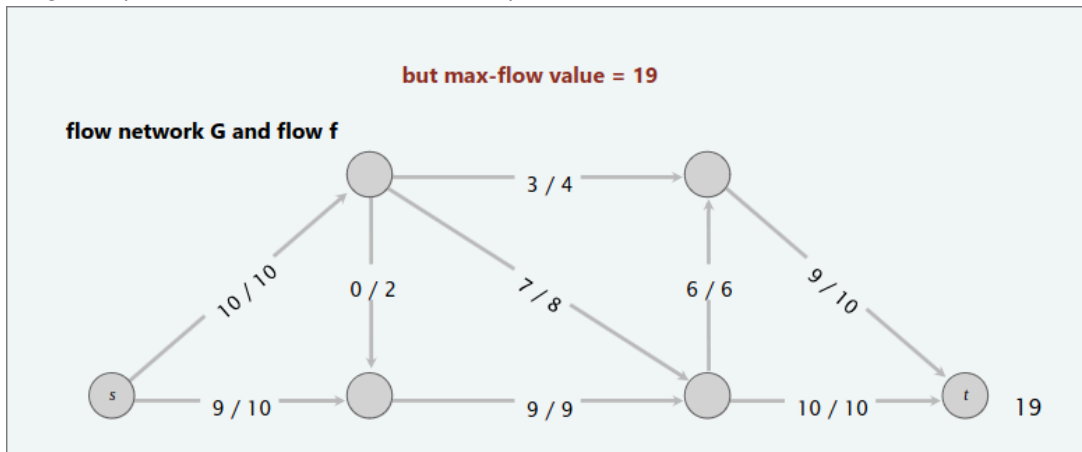 but max-flow value = 19
flow network G and flow f
3 / 4
10 / 10
0 / 2
7 / 8
6 / 6
9 / 10
s
9 / 10
9 / 9
10 / 10
t
19